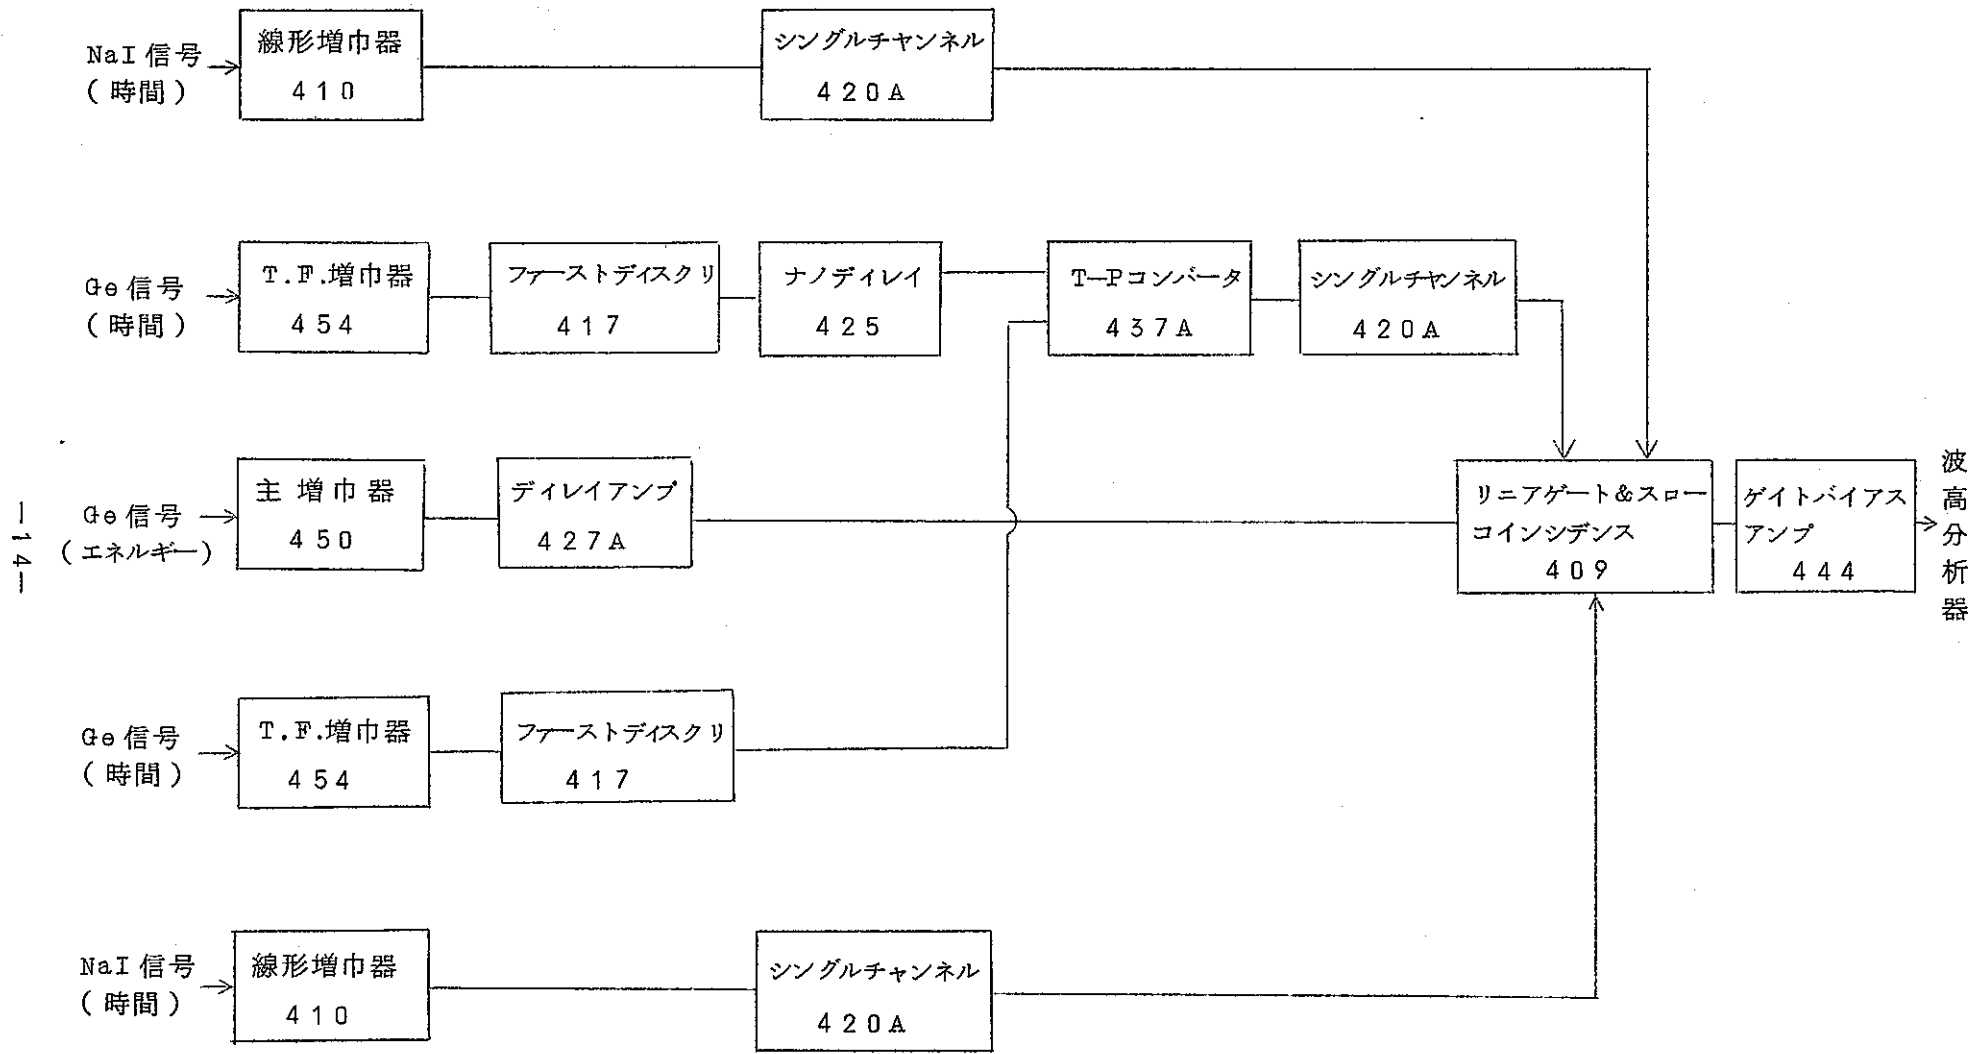 NaI 信号
(時間)
線形増巾器
410
シングルチャンネル
420A
Ge 信号
(時間)
T.F.増巾器
454
ファーストディスクリ
417
ナノディレイ
425
T-Pコンバータ
437A
シングルチャンネル
420A
Ge 信号
(エネルギー)
主 増巾器
450
ディレイアンプ
427A
リニアゲート&スロー
コインシデンス
409
ゲイトバイアス
アンプ
444
波高分析器
Ge 信号
(時間)
T.F.増巾器
454
ファーストディスクリ
417
NaI 信号
(時間)
線形増巾器
410
シングルチャンネル
420A
-14-